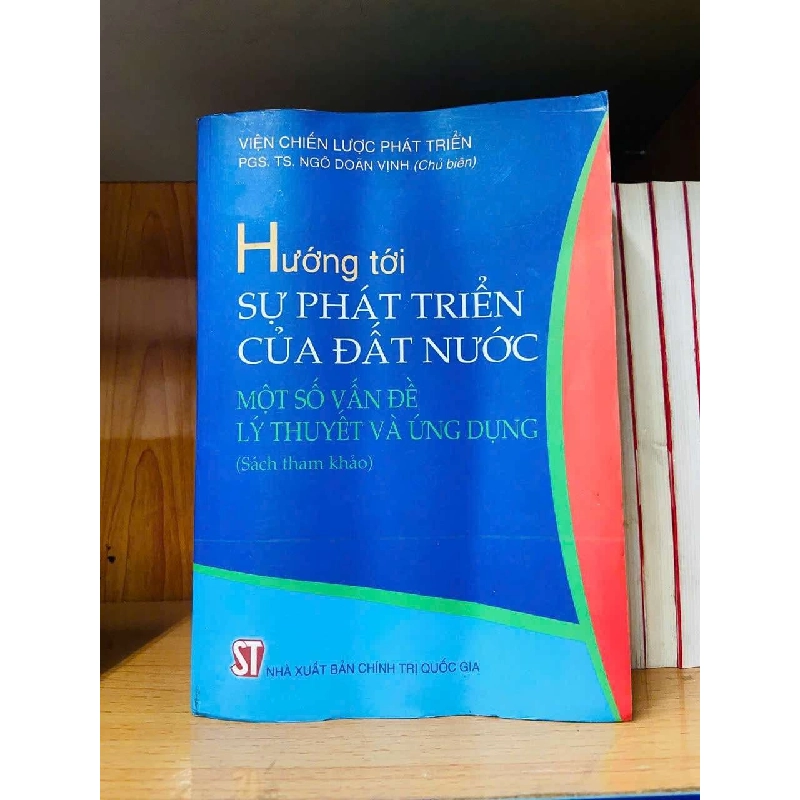 VIỆN CHIẾN LƯỢC PHÁT TRIỂN
PGS. TS. NGÔ DOÃN VỊNH (Chủ biên)
Hướng tới
SỰ PHÁT TRIỂN
CỦA ĐẤT NƯỚC
MỘT SỐ VẤN ĐỀ
LÝ THUYẾT VÀ ỨNG DỤNG
(Sách tham khảo)
ST NHÀ XUẤT BẢN CHÍNH TRỊ QUỐC GIA